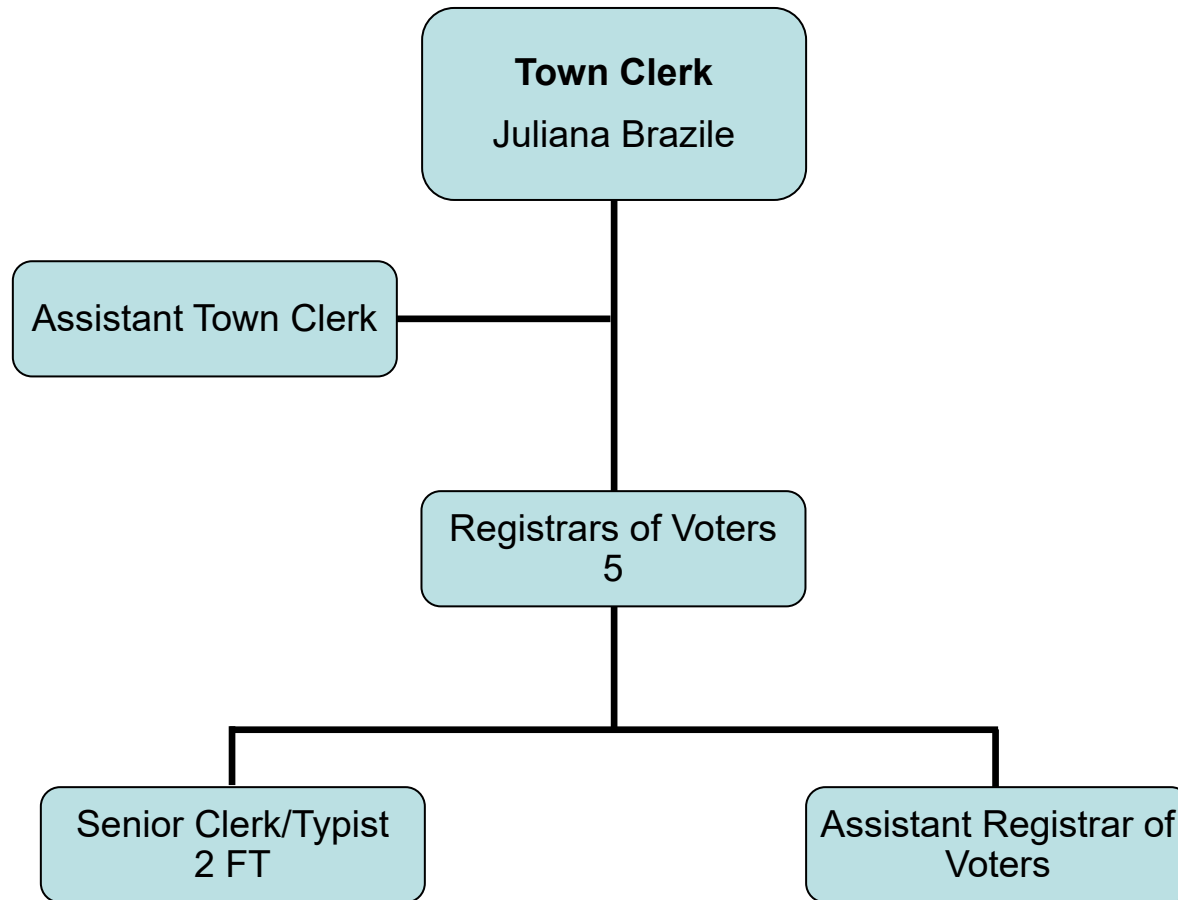 Town Clerk
Juliana Brazile
Assistant Town Clerk
Registrars of Voters
5
Senior Clerk/Typist
2 FT
Assistant Registrar of
Voters